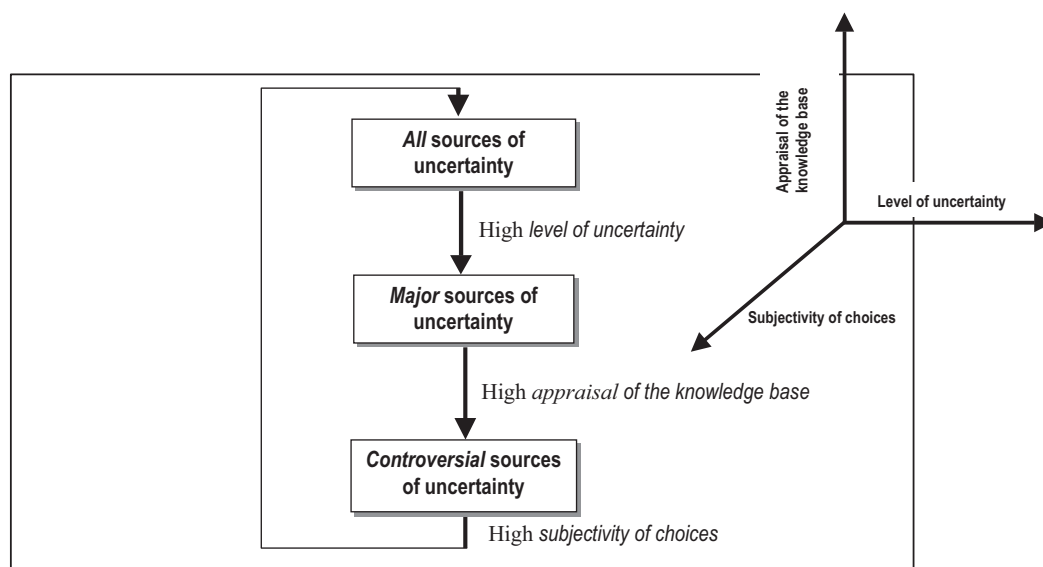 All sources of
uncertainty
High level of uncertainty
Major sources of
uncertainty
High appraisal of the knowledge base
Controversial sources
of uncertainty
High subjectivity of choices
Appraisal of the
knowledge base
Level of uncertainty
Subjectivity of choices